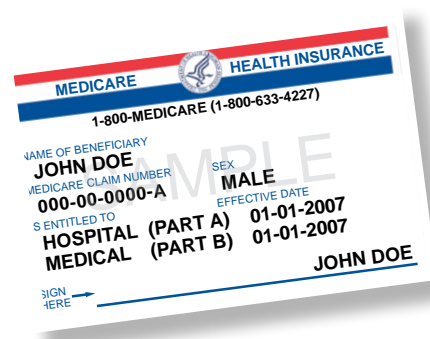 MEDICARE HEALTH INSURANCE
1-800-MEDICARE (1-800-633-4227)
NAME OF BENEFICIARY
JOHN DOE
MEDICARE CLAIM NUMBER SEX
000-00-0000-A MALE
IS ENTITLED TO EFFECTIVE DATE
HOSPITAL (PART A) 01-01-2007
MEDICAL (PART B) 01-01-2007
SIGN HERE JOHN DOE
SAMPLE